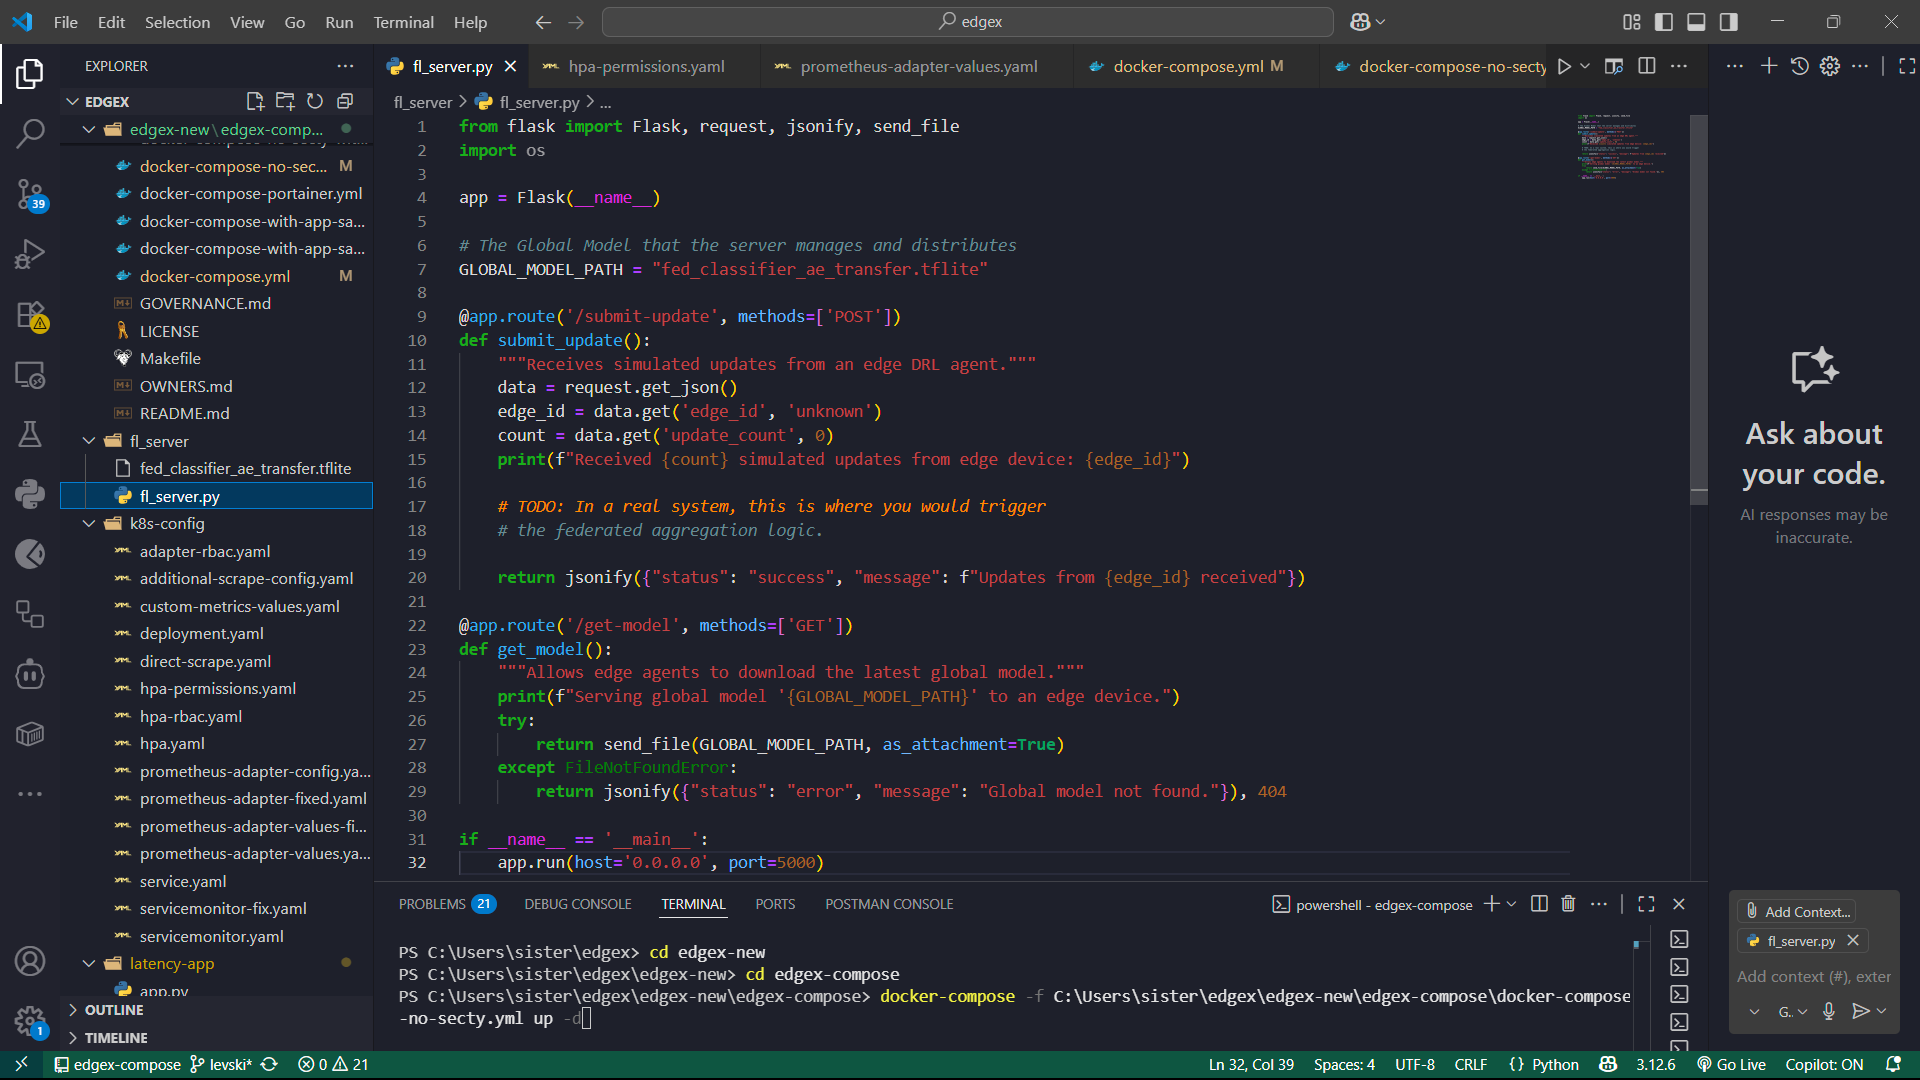 File Edit Selection View Go Run Terminal Help
edgex
EXPLORER
fl_server.py
hpa-permissions.yaml
prometheus-adapter-values.yaml
docker-compose.yml M
docker-compose-no-secty
EDGEX
edgex-new\edgex-comp...
docker-compose-no-sec... M
docker-compose-portainer.yml
docker-compose-with-app-sa...
docker-compose-with-app-sa...
docker-compose.yml M
GOVERNANCE.md
LICENSE
Makefile
OWNERS.md
README.md
fl_server
fed_classifier_ae_transfer.tflite
fl_server.py
k8s-config
adapter-rbac.yaml
additional-scrape-config.yaml
custom-metrics-values.yaml
deployment.yaml
direct-scrape.yaml
hpa-permissions.yaml
hpa-rbac.yaml
hpa.yaml
prometheus-adapter-config.ya...
prometheus-adapter-fixed.yaml
prometheus-adapter-values-fi...
prometheus-adapter-values.ya...
service.yaml
servicemonitor-fix.yaml
servicemonitor.yaml
latency-app
app.py
OUTLINE
TIMELINE
39
1
fl_server > fl_server.py > ...
1 from flask import Flask, request, jsonify, send_file
2 import os
3
4 app = Flask(__name__)
5
6 # The Global Model that the server manages and distributes
7 GLOBAL_MODEL_PATH = "fed_classifier_ae_transfer.tflite"
8
9 @app.route('/submit-update', methods=['POST'])
10 def submit_update():
11 """Receives simulated updates from an edge DRL agent."""
12 data = request.get_json()
13 edge_id = data.get('edge_id', 'unknown')
14 count = data.get('update_count', 0)
15 print(f"Received {count} simulated updates from edge device: {edge_id}")
16
17 # TODO: In a real system, this is where you would trigger
18 # the federated aggregation logic.
19
20 return jsonify({"status": "success", "message": f"Updates from {edge_id} received"})
21
22 @app.route('/get-model', methods=['GET'])
23 def get_model():
24 """Allows edge agents to download the latest global model."""
25 print(f"Serving global model '{GLOBAL_MODEL_PATH}' to an edge device.")
26 try:
27 return send_file(GLOBAL_MODEL_PATH, as_attachment=True)
28 except FileNotFoundError:
29 return jsonify({"status": "error", "message": "Global model not found."}), 404
30
31 if __name__ == '__main__':
32 app.run(host='0.0.0.0', port=5000)
PROBLEMS 21 DEBUG CONSOLE TERMINAL PORTS POSTMAN CONSOLE
powershell - edgex-compose
PS C:\Users\sister\edgex> cd edgex-new
PS C:\Users\sister\edgex\edgex-new> cd edgex-compose
PS C:\Users\sister\edgex\edgex-new\edgex-compose> docker-compose -f C:\Users\sister\edgex\edgex-new\edgex-compose\docker-compose
-no-secty.yml up -d
Ask about
your code.
AI responses may be
inaccurate.
Add Context...
fl_server.py
Add context (#), exter
G..
edgex-compose levski* 0 21
Ln 32, Col 39 Spaces: 4 UTF-8 CRLF {} Python 3.12.6 Go Live Copilot: ON